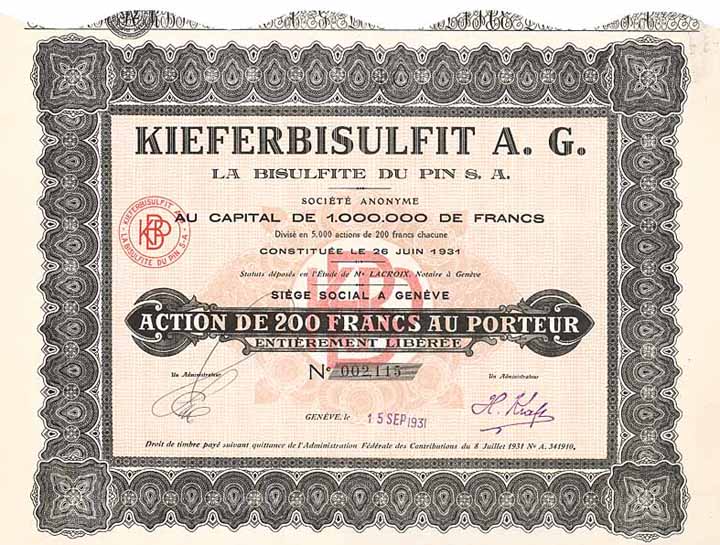 KIEFERBISULFIT A. G.
LA BISULFITE DU PIN S. A.
SOCIÉTÉ ANONYME
AU CAPITAL DE 1.000.000 DE FRANCS
Divisé en 5,000 actions de 200 francs chacune
CONSTITUÉE LE 26 JUIN 1931
Statuts déposés en l'Étude de Me LACROIX, Notaire à Genève
SIÈGE SOCIAL À GENÈVE
KIEFERBISULFIT
LA BISULFITE DU PIN S-A-
KBP
ACTION DE 200 FRANCS AU PORTEUR
ENTIÈREMENT LIBÉRÉE
No 002,115
Un Administrateur
Un Administrateur
GENÈVE, le 15 SEP 1931
H. Kraft
Droit de timbre payé suivant quittance de l'Administration Fédérale des Contributions du 8 Juillet 1931 No A. 341910.